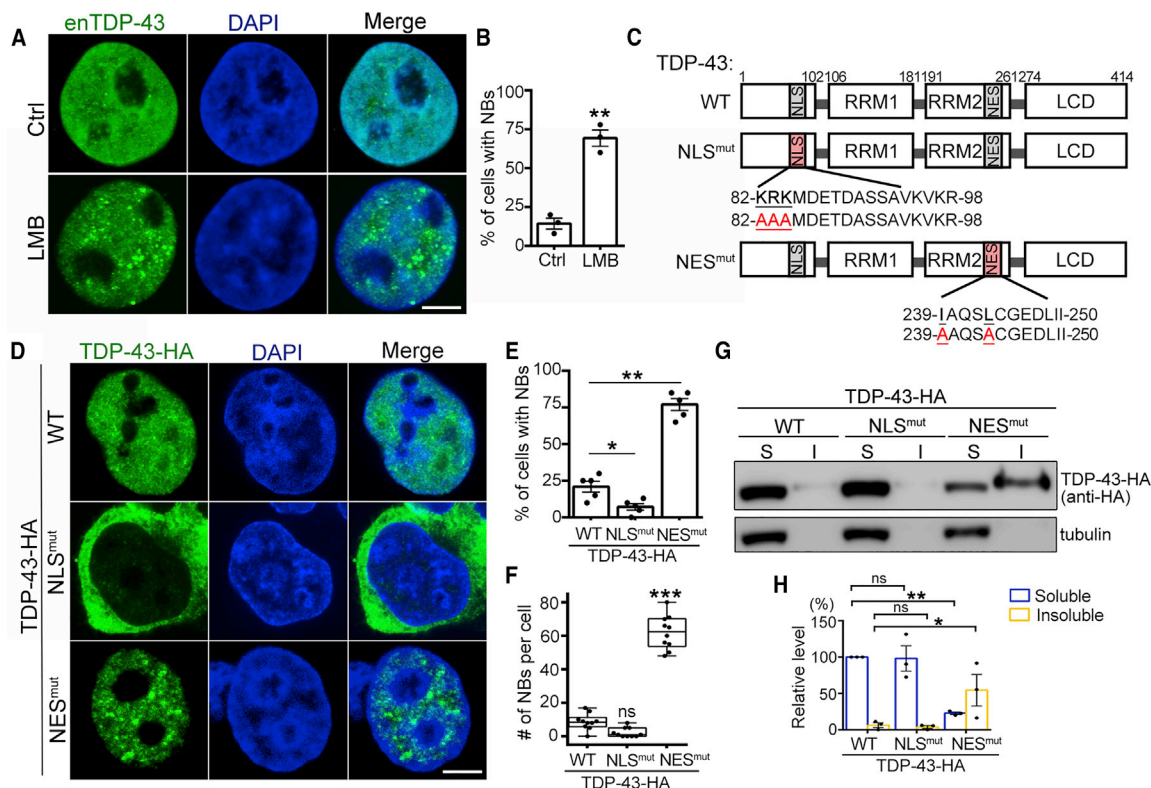 A
enTDP-43
DAPI
Merge
Ctrl
LMB
B
% of cells with NBs
100
75
50
25
0
**
Ctrl
LMB
C
TDP-43:
1
102
106
181
191
261
274
414
WT
NLS
RRM1
RRM2
NES
LCD
NLSmut
NLS
RRM1
RRM2
NES
LCD
82-KRKMDETDASSAVKVKR-98
82-AAAMDETDASSAVKVKR-98
NESmut
NLS
RRM1
RRM2
NES
LCD
239-IAQSLCGEDLII-250
239-AAQSACGEDLII-250
D
TDP-43-HA
DAPI
Merge
TDP-43-HA
WT
NLSmut
NESmut
E
% of cells with NBs
100
75
50
25
0
**
*
WT
NLSmut
NESmut
TDP-43-HA
F
# of NBs per cell
80
60
40
20
0
ns
***
WT
NLSmut
NESmut
TDP-43-HA
G
TDP-43-HA
WT
NLSmut
NESmut
S
I
S
I
S
I
TDP-43-HA
(anti-HA)
tubulin
H
Relative level
(%)
150
100
50
0
ns
**
ns
*
Soluble
Insoluble
WT
NLSmut
NESmut
TDP-43-HA